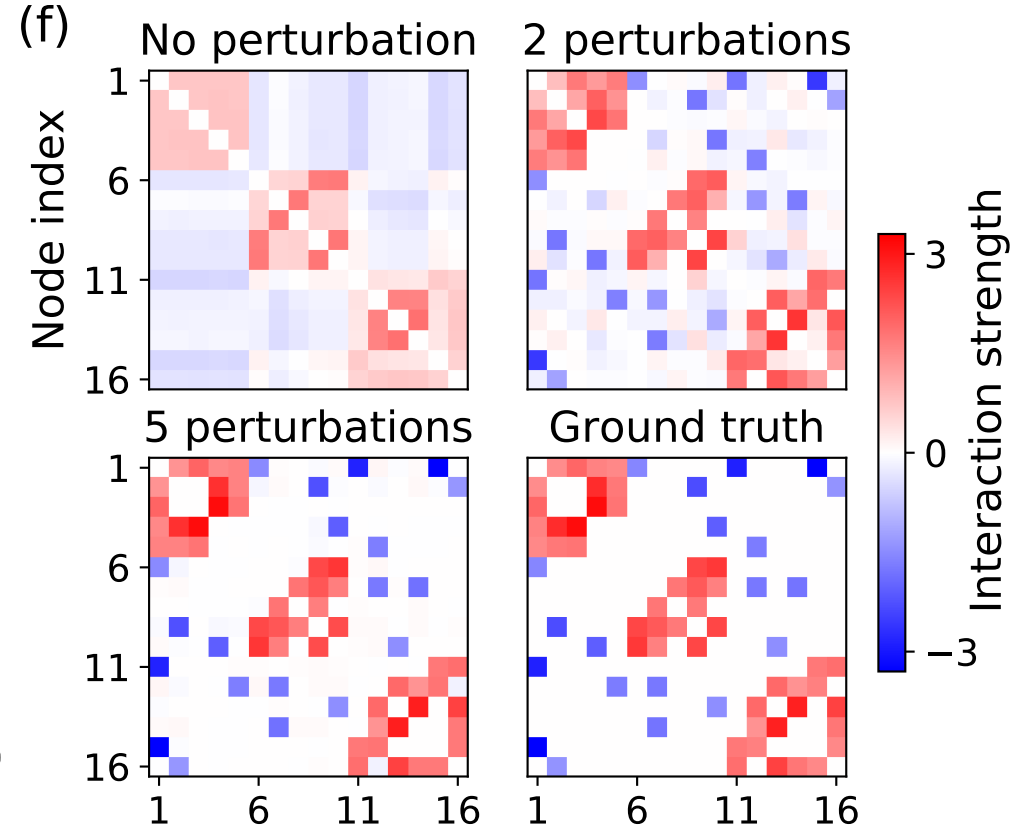 (f)
No perturbation
2 perturbations
Node index
1
6
11
16
5 perturbations
Ground truth
1
6
11
16
1 6 11 16
1 6 11 16
3
0
−3
Interaction strength